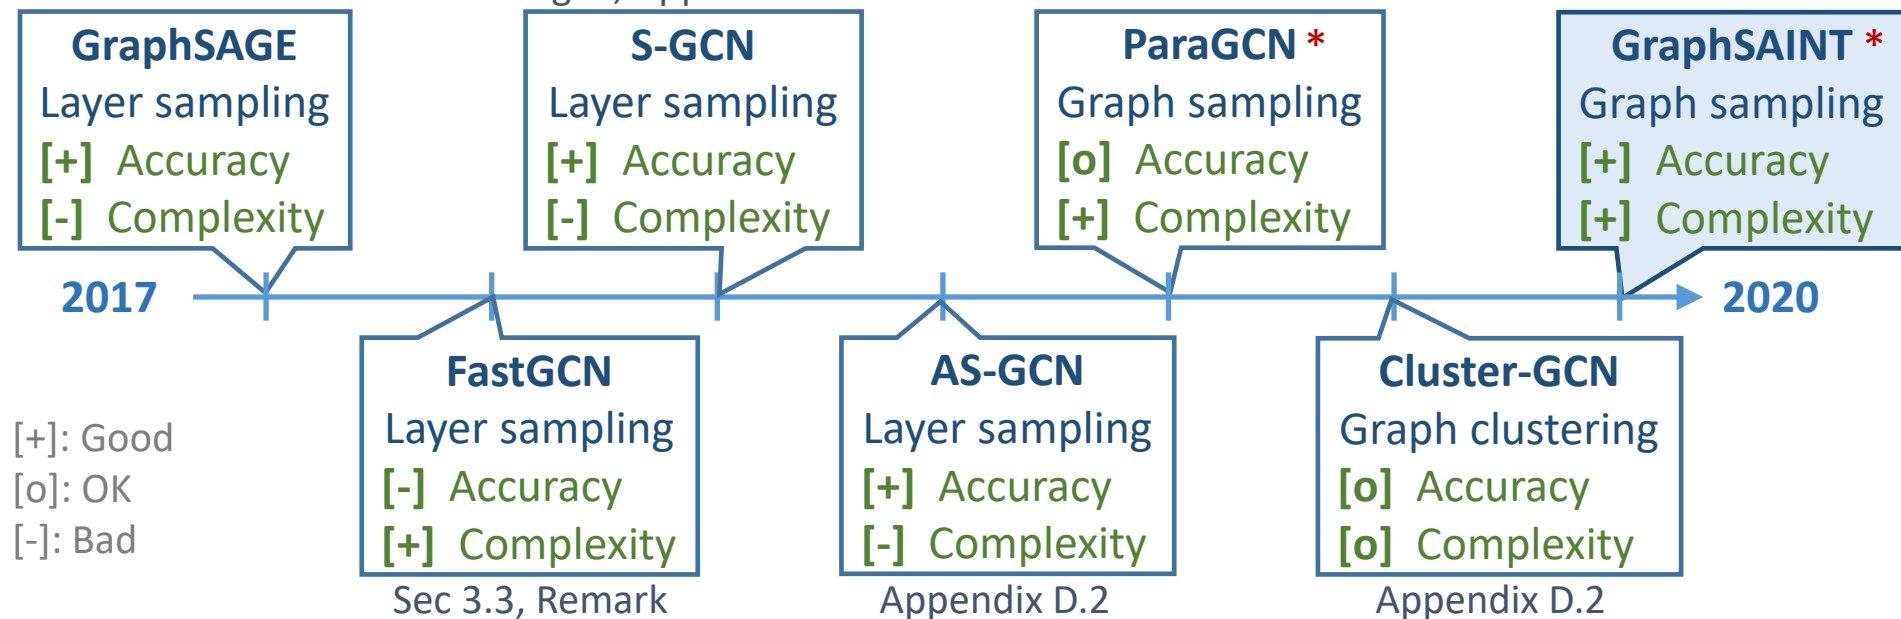 GraphSAGE
Layer sampling
[+] Accuracy
[-] Complexity
S-GCN
Layer sampling
[+] Accuracy
[-] Complexity
ParaGCN *
Graph sampling
[o] Accuracy
[+] Complexity
GraphSAINT *
Graph sampling
[+] Accuracy
[+] Complexity
2017
2020
FastGCN
Layer sampling
[-] Accuracy
[+] Complexity
Sec 3.3, Remark
AS-GCN
Layer sampling
[+] Accuracy
[-] Complexity
Appendix D.2
Cluster-GCN
Graph clustering
[o] Accuracy
[o] Complexity
Appendix D.2
[+]: Good
[o]: OK
[-]: Bad